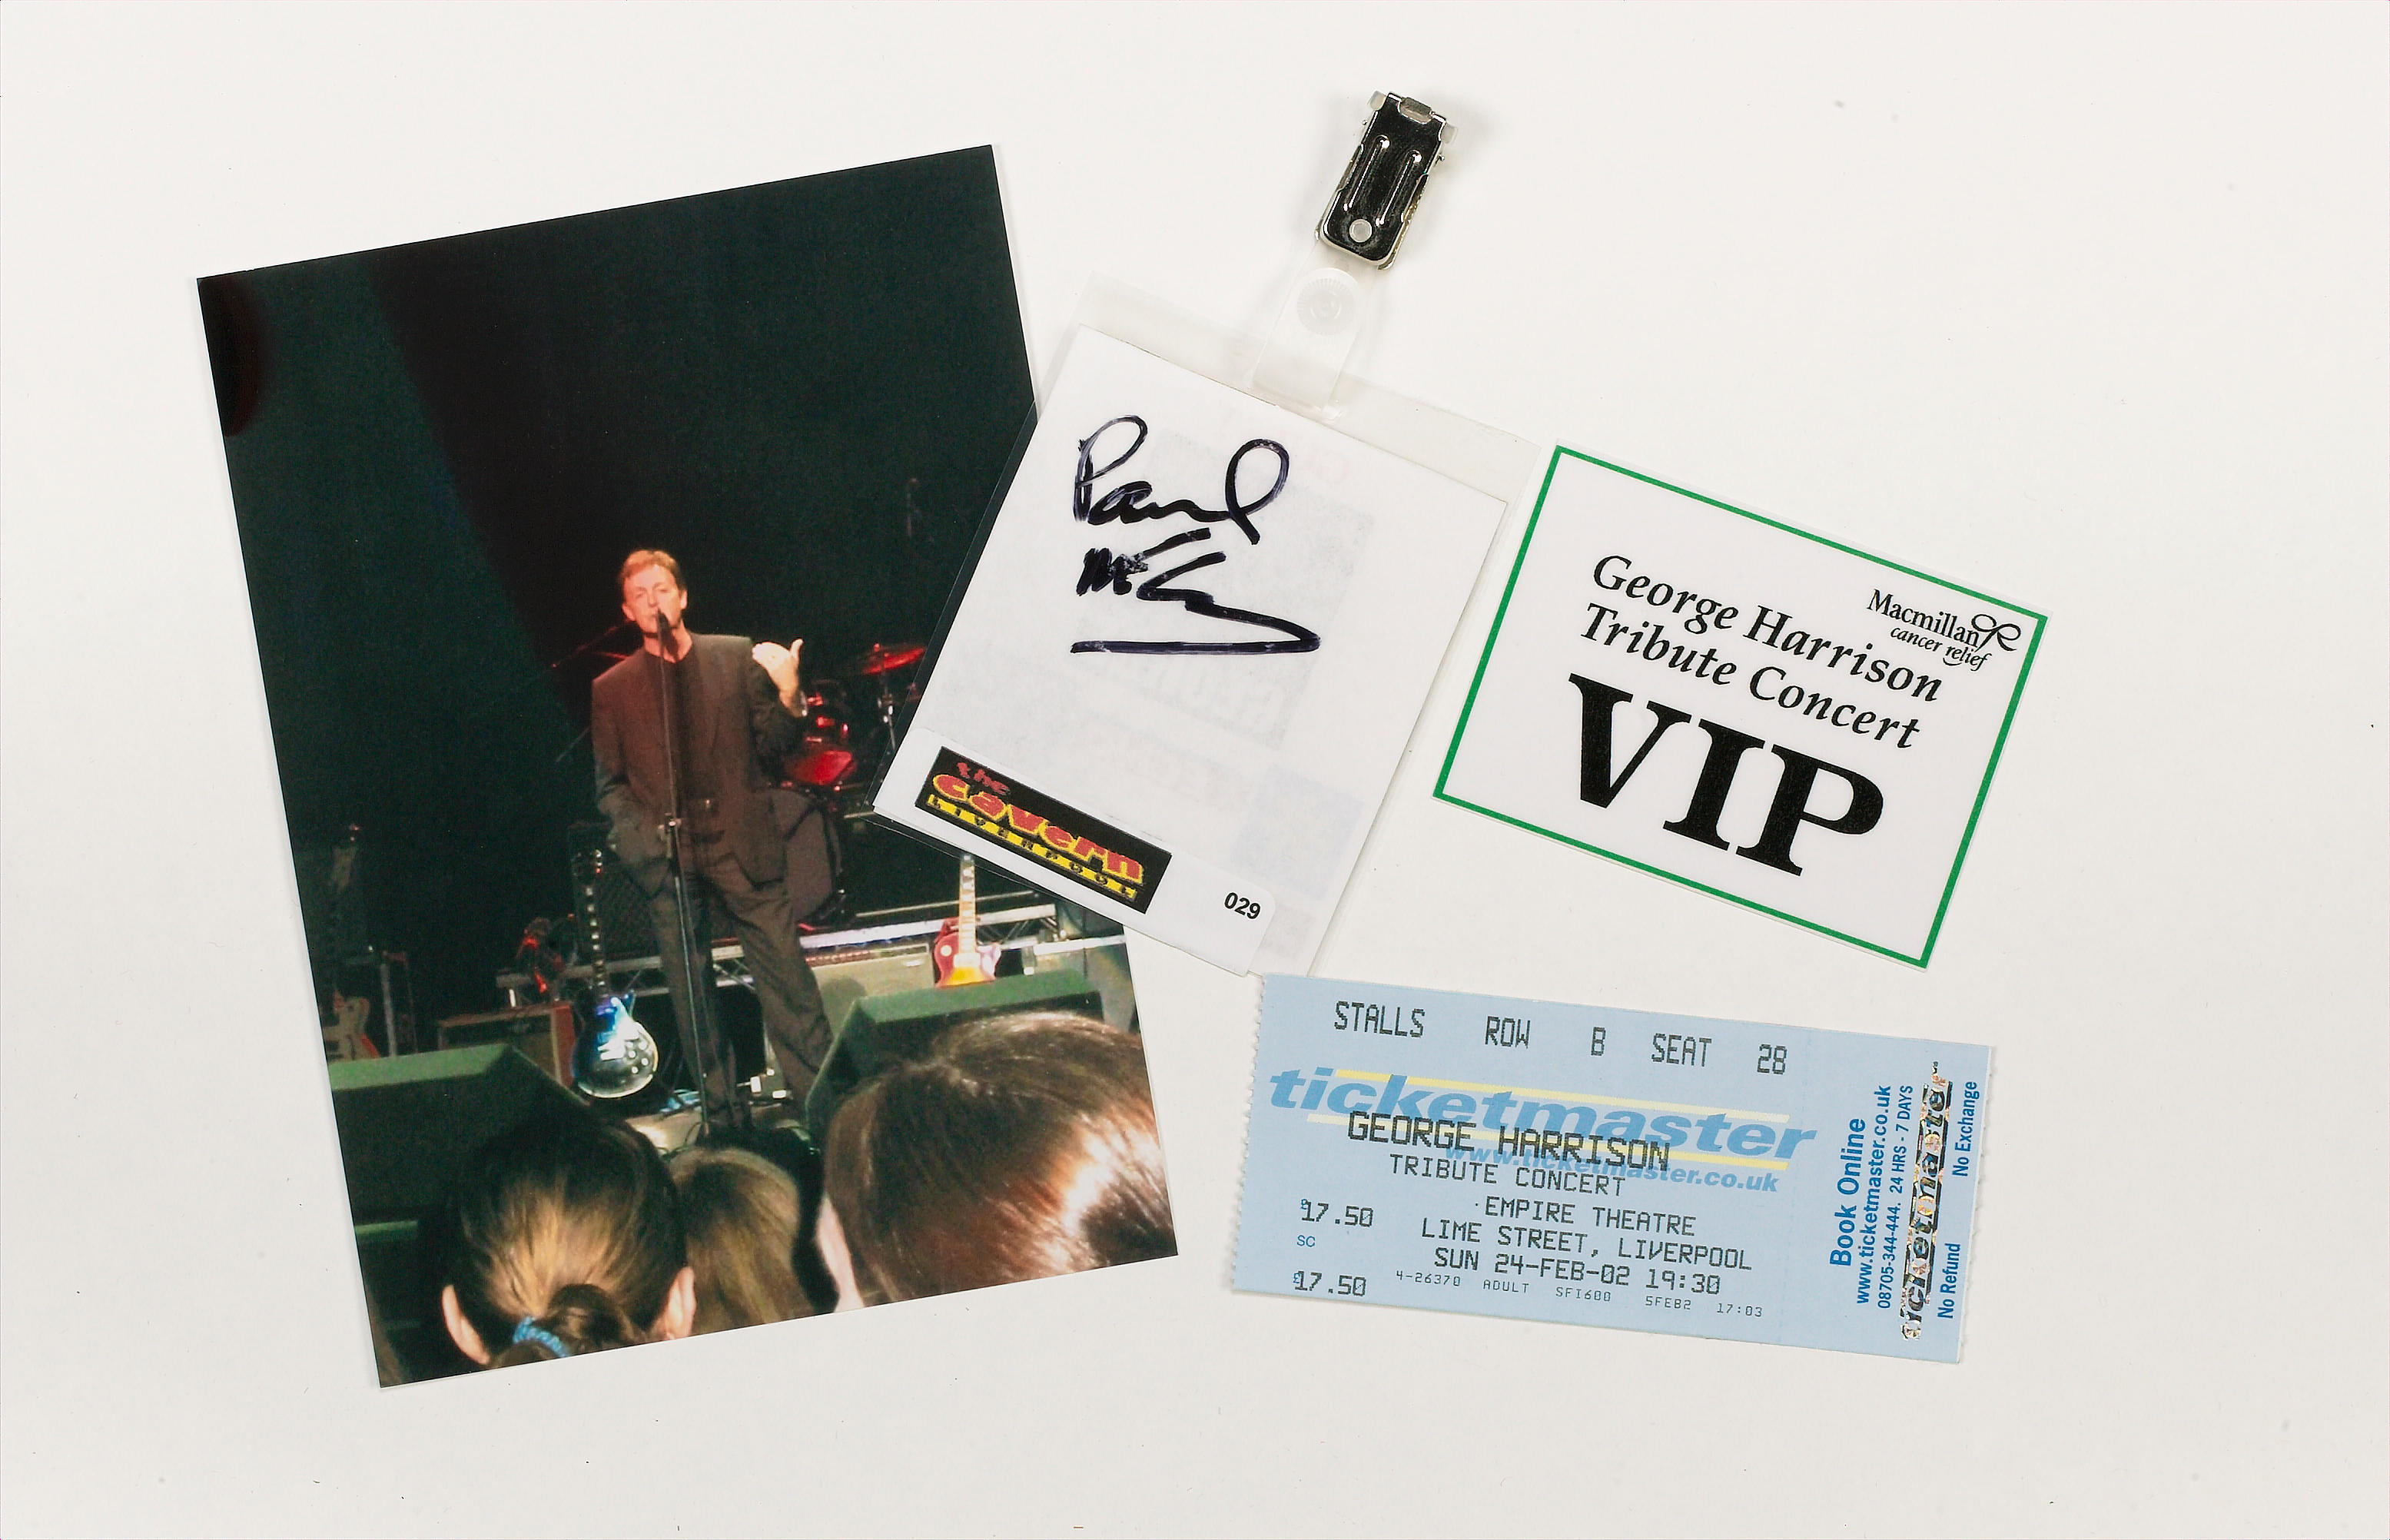 Paul
McC
the
cavern
LIVERPOOL
029
Macmillan
cancer relief
George Harrison
Tribute Concert
VIP
STALLS ROW B SEAT 28
ticketmaster
www.ticketmaster.co.uk
GEORGE HARRISON
TRIBUTE CONCERT
£17.50 EMPIRE THEATRE
SC LIME STREET, LIVERPOOL
SUN 24-FEB-02 19:30
£17.50 4-26370 ADULT SFI600 5FEB2 17:03
Book Online
www.ticketmaster.co.uk
08705-344-444. 24 HRS - 7 DAYS
ticketmaster
No Refund No Exchange